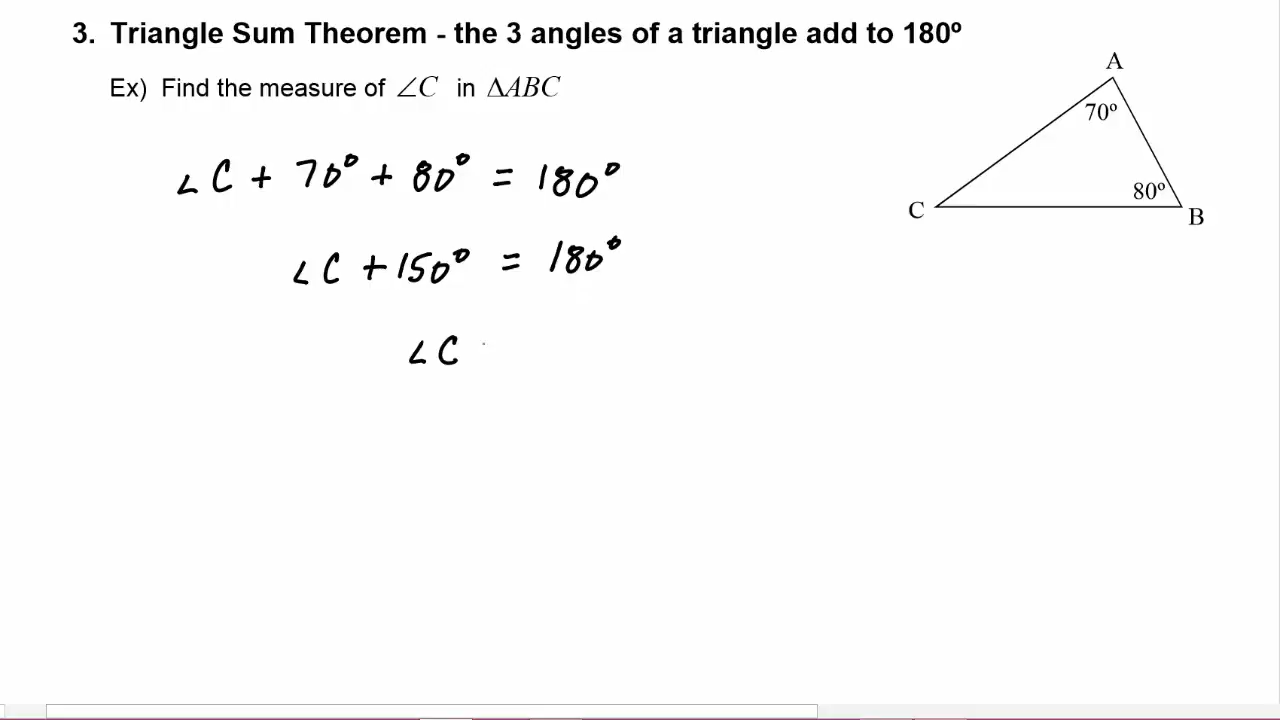 3. Triangle Sum Theorem - the 3 angles of a triangle add to 180º
Ex) Find the measure of ∠C in ΔABC
A
70º
80º
C
B
∠C + 70° + 80° = 180°
∠C + 150° = 180°
∠C